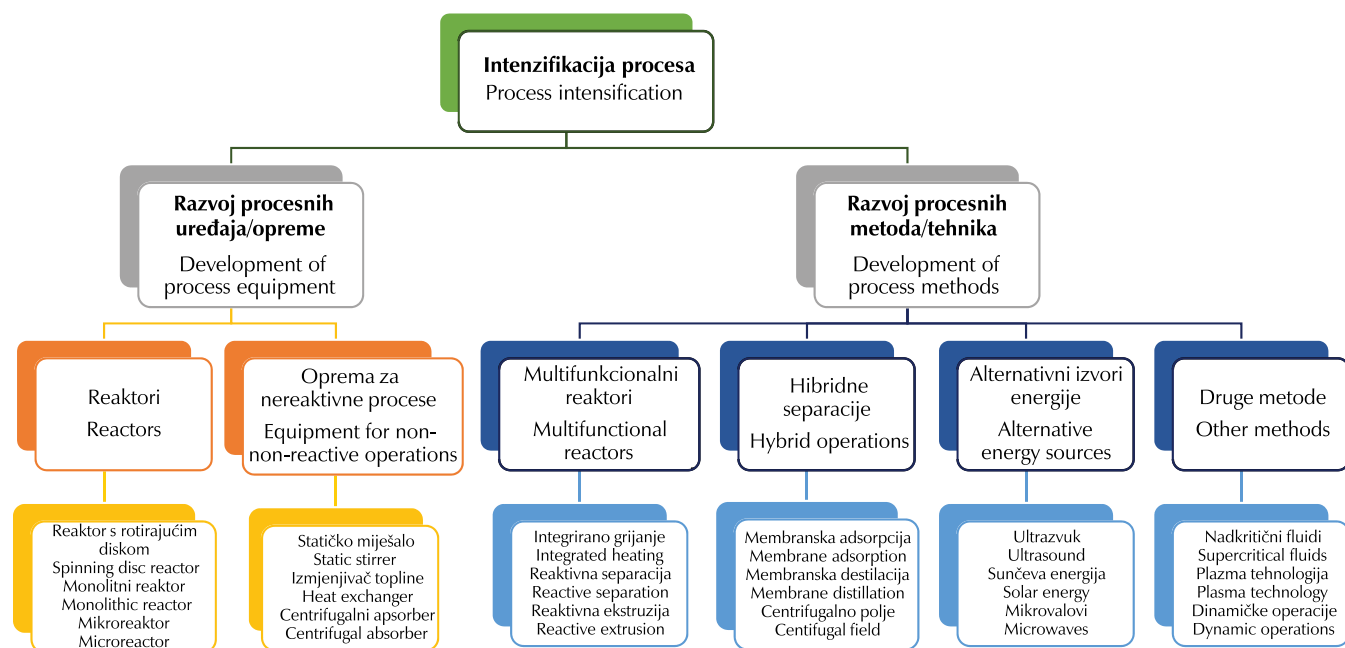 Intenzifikacija procesa
Process intensification
Razvoj procesnih
uređaja/opreme
Development of
process equipment
Razvoj procesnih
metoda/tehnika
Development of
process methods
Reaktori
Reactors
Oprema za
nereaktivne procese
Equipment for non-
non-reactive operations
Multifunkcionalni
reaktori
Multifunctional
reactors
Hibridne
separacije
Hybrid operations
Alternativni izvori
energije
Alternative
energy sources
Druge metode
Other methods
Reaktor s rotirajućim
diskom
Spinning disc reactor
Monolitni reaktor
Monolithic reactor
Mikroreaktor
Microreactor
Statičko miješalo
Static stirrer
Izmjenjivač topline
Heat exchanger
Centrifugalni apsorber
Centrifugal absorber
Integrirano grijanje
Integrated heating
Reaktivna separacija
Reactive separation
Reaktivna ekstruzija
Reactive extrusion
Membranska adsorpcija
Membrane adsorption
Membranska destilacija
Membrane distillation
Centrifugalno polje
Centifugal field
Ultrazvuk
Ultrasound
Sunčeva energija
Solar energy
Mikrovalovi
Microwaves
Nadkritični fluidi
Supercritical fluids
Plazma tehnologija
Plasma technology
Dinamičke operacije
Dynamic operations